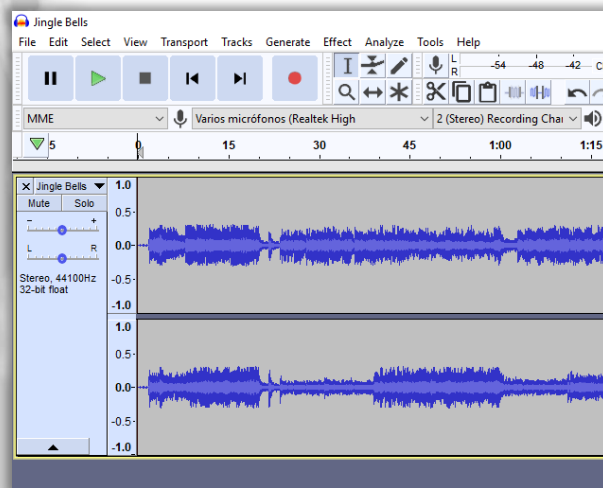 Jingle Bells
File Edit Select View Transport Tracks Generate Effect Analyze Tools Help
L
R -54 -48 -42 C
MME Varios micrófonos (Realtek High 2 (Stereo) Recording Chai
5 0 15 30 45 1:00 1:15
X Jingle Bells 1.0
Mute Solo
- + 0.5
L R 0.0
Stereo, 44100Hz -0.5
32-bit float
-1.0
1.0
0.5
0.0
-0.5
-1.0